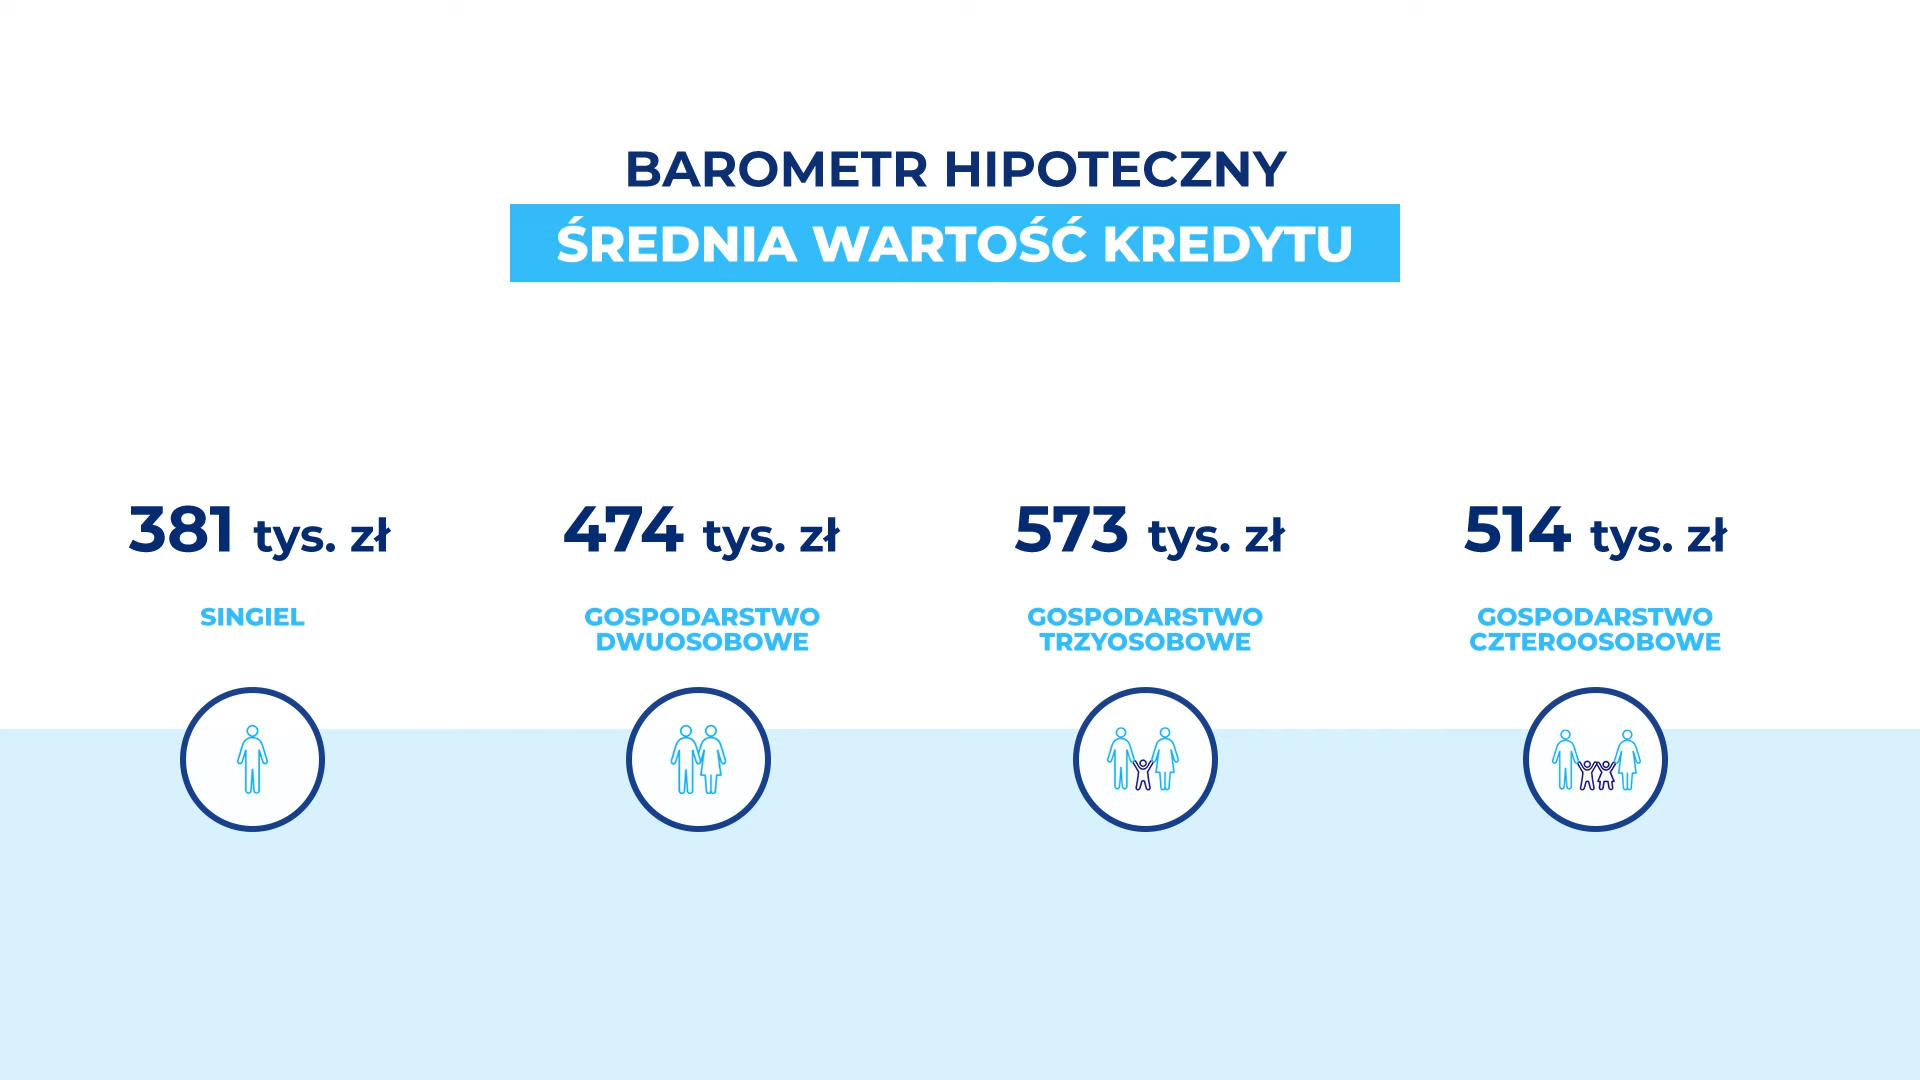 BAROMETR HIPOTECZNY
ŚREDNIA WARTOŚĆ KREDYTU
381 tys. zł
SINGIEL
474 tys. zł
GOSPODARSTWO
DWUOSOBOWE
573 tys. zł
GOSPODARSTWO
TRZYOSOBOWE
514 tys. zł
GOSPODARSTWO
CZTEROOSOBOWE